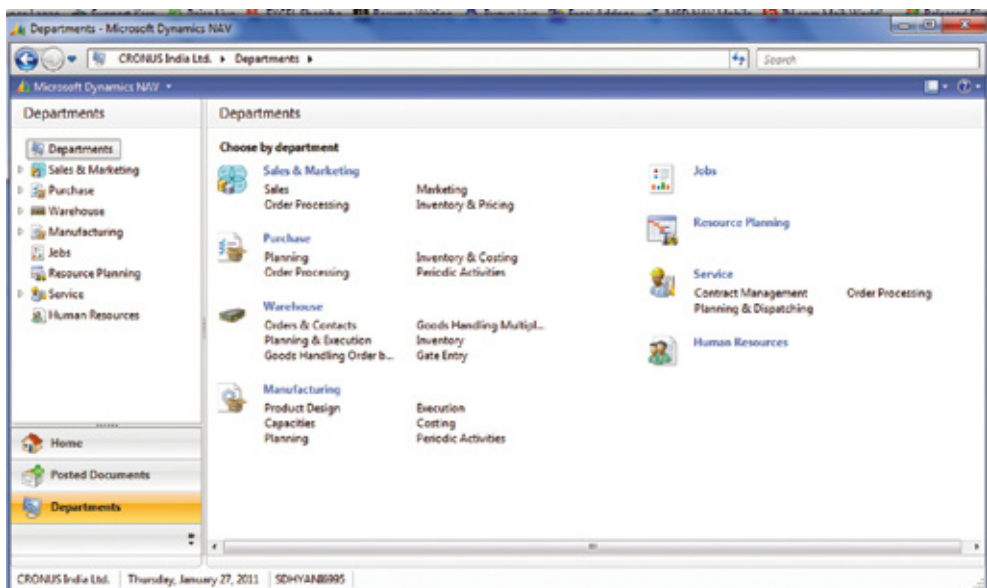 Departments - Microsoft Dynamics NAV
CRONUS India Ltd. Departments
Search
Microsoft Dynamics NAV
Departments
Departments
Sales & Marketing
Purchase
Warehouse
Manufacturing
Jobs
Resource Planning
Service
Human Resources
Home
Posted Documents
Departments
Departments
Choose by department
Sales & Marketing
Sales Marketing
Order Processing Inventory & Pricing
Purchase
Planning Inventory & Costing
Order Processing Periodic Activities
Warehouse
Orders & Contacts Goods Handling Multipl...
Planning & Execution Inventory
Goods Handling Order b... Gate Entry
Manufacturing
Product Design Execution
Capacities Costing
Planning Periodic Activities
Jobs
Resource Planning
Service
Contract Management Order Processing
Planning & Dispatching
Human Resources
CRONUS India Ltd. Thursday, January 27, 2011